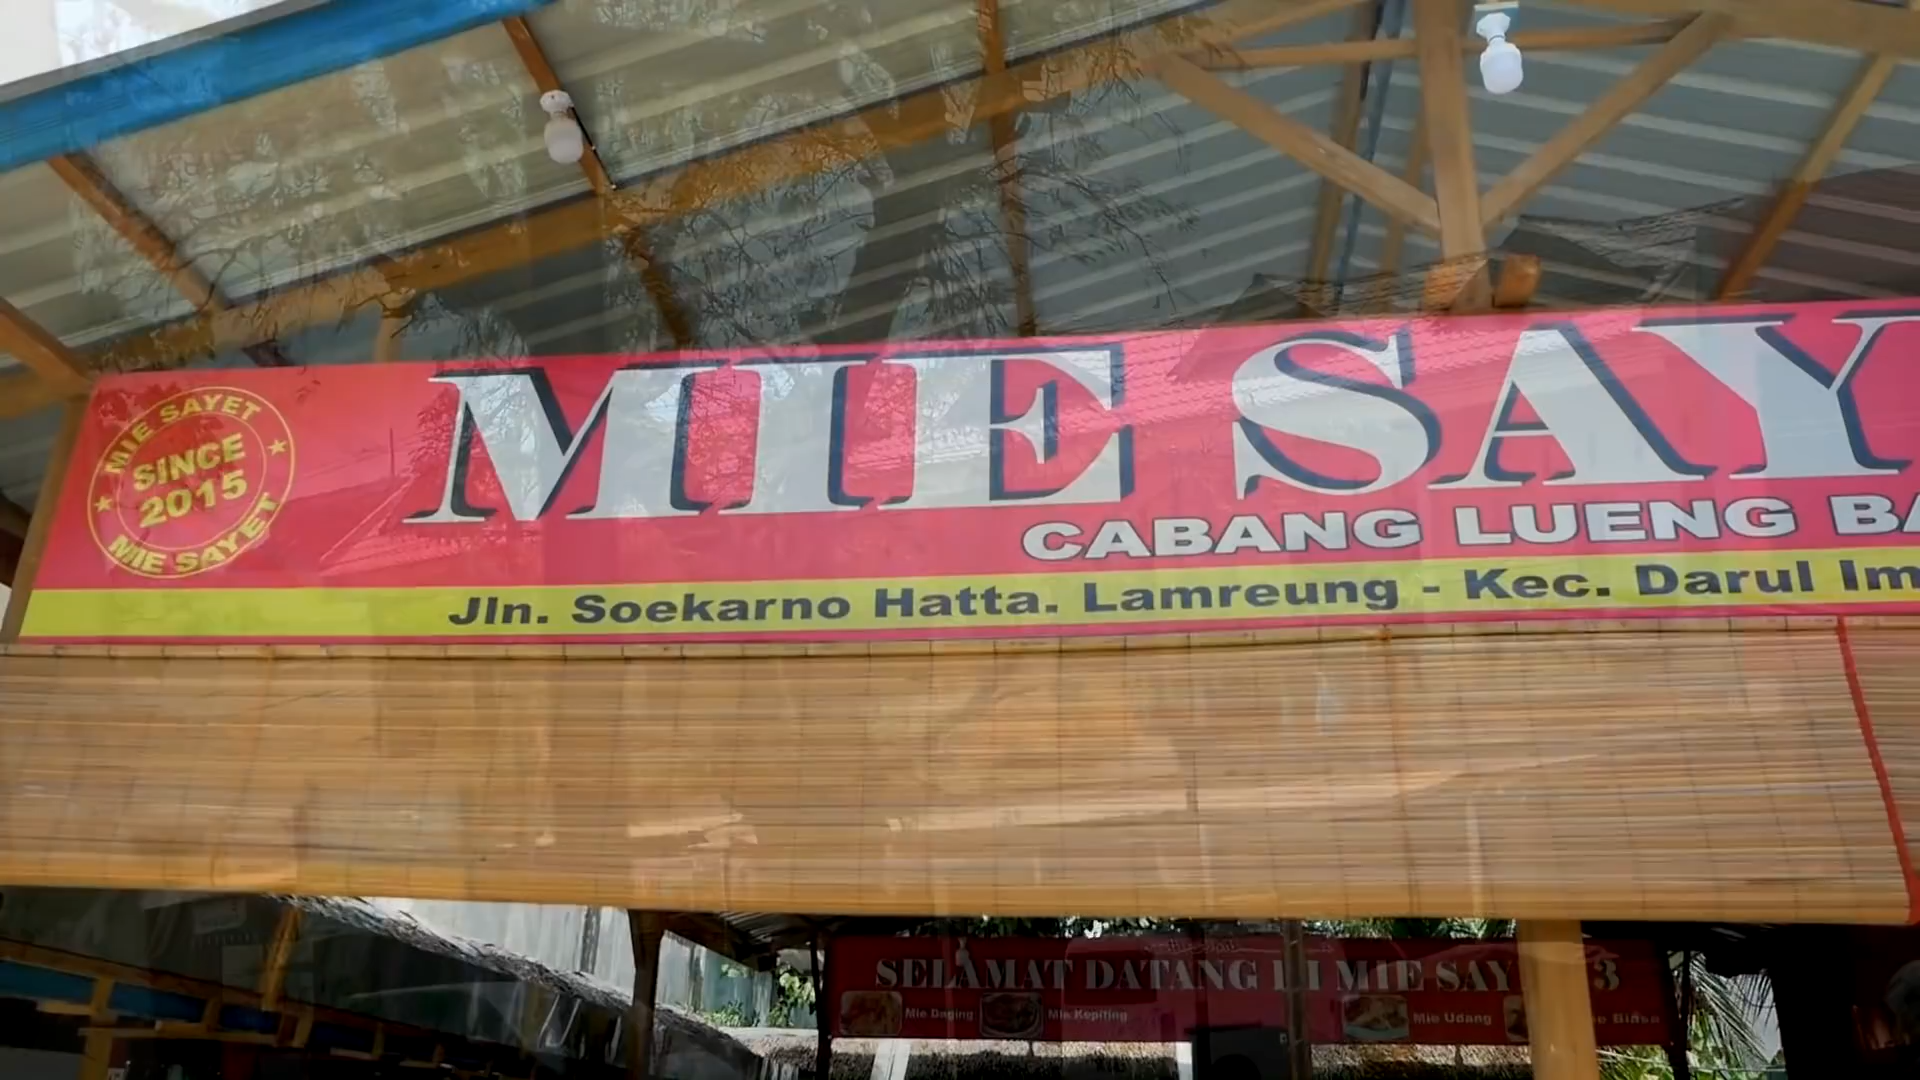 MIE SAYET
SINCE
2015
MIE SAYET
MIE SAY
CABANG LUENG BA
Jln. Soekarno Hatta. Lamreung - Kec. Darul Im
SELAMAT DATANG DI MIE SAY 3
Mie Daging
Mie Kepiting
Mie Udang